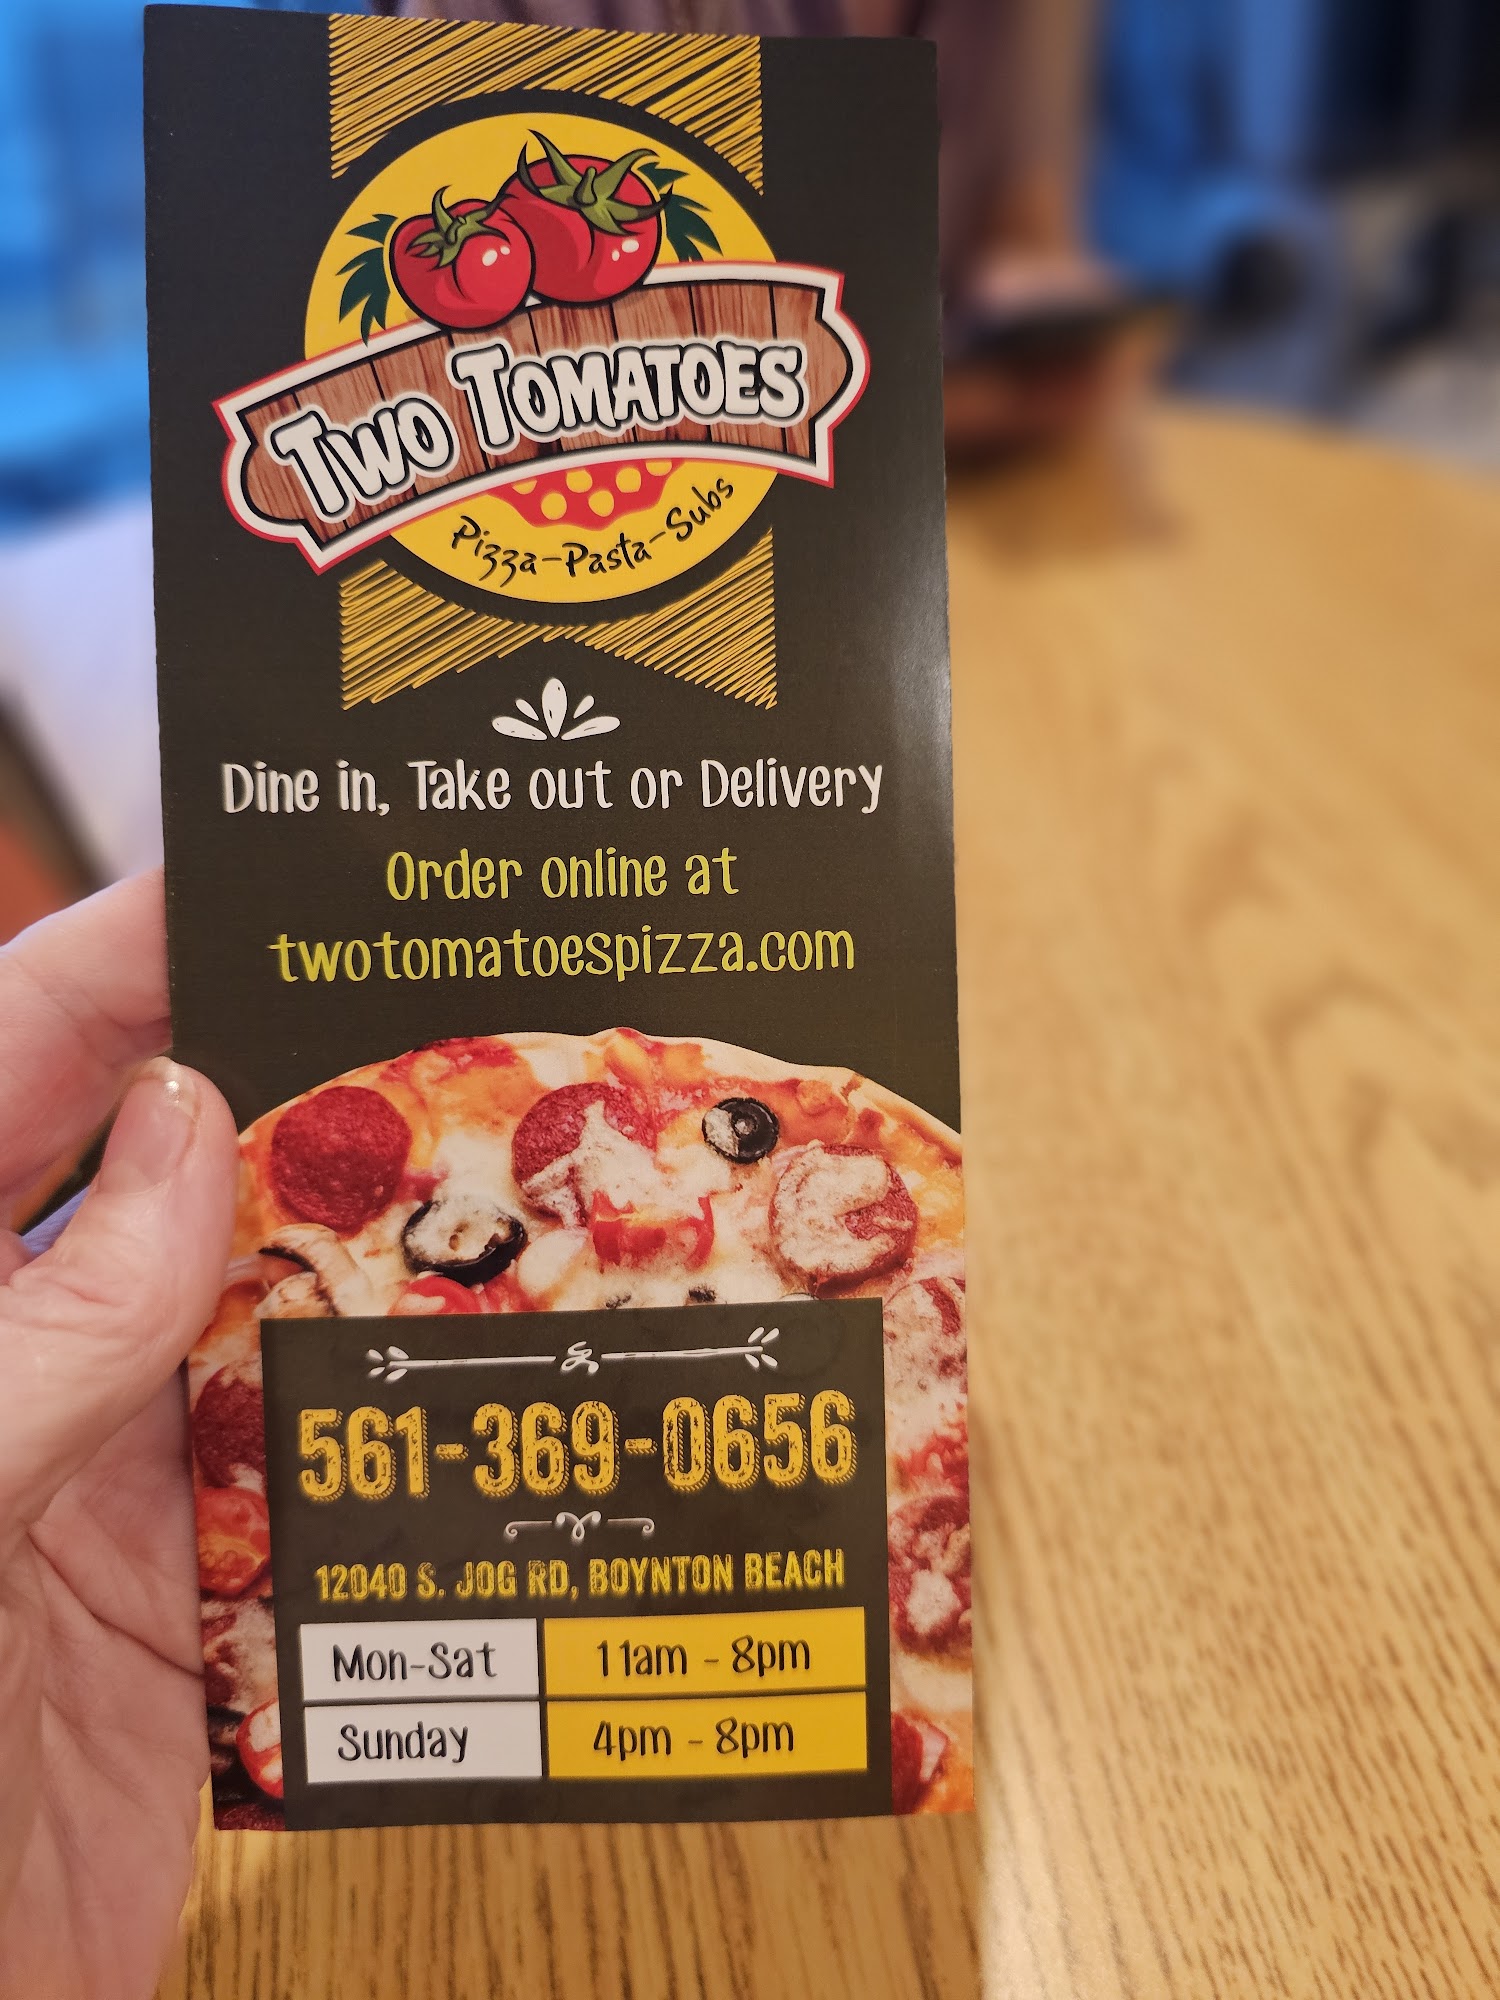 Two Tomatoes
Pizza-Pasta-Subs
Dine in, Take out or Delivery
Order online at
twotomatoespizza.com
561-369-0656
12040 S. JOG RD, BOYNTON BEACH
Mon-Sat 11am - 8pm
Sunday 4pm - 8pm